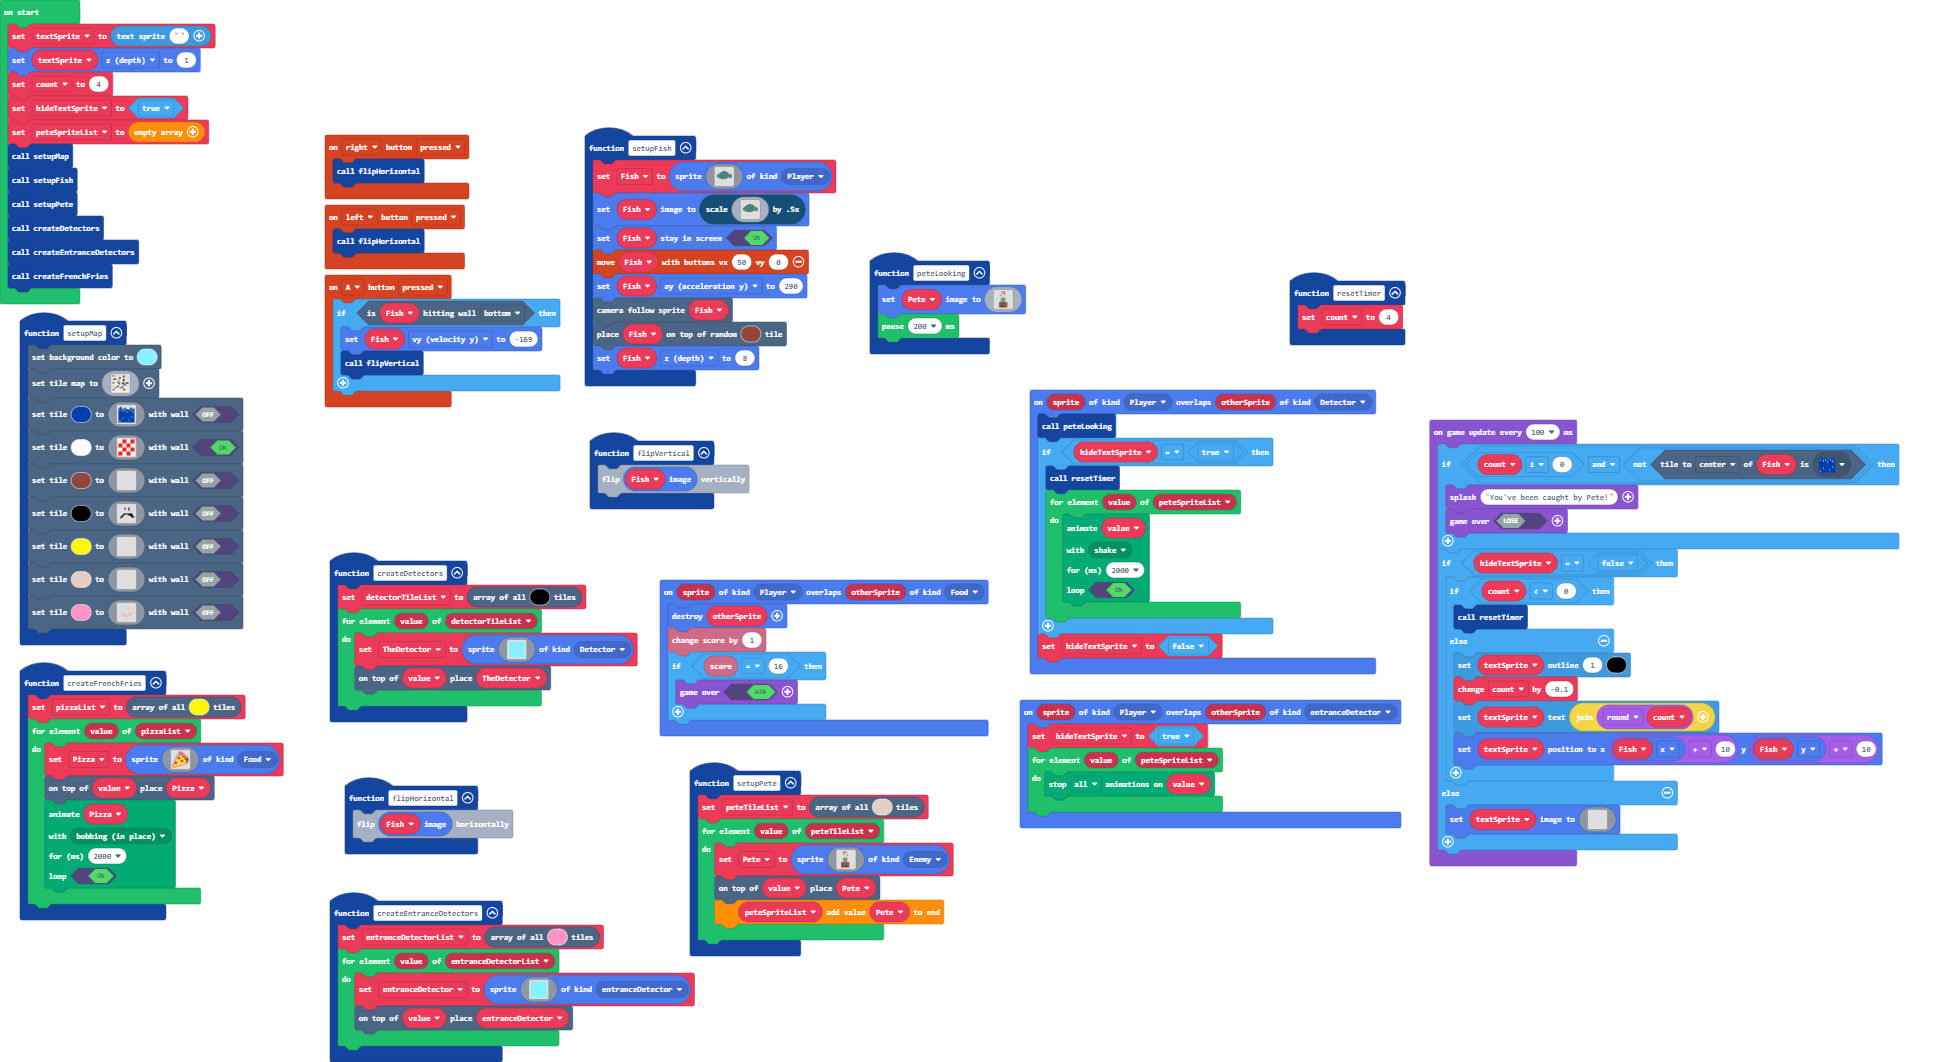 on start
set textSprite to text sprite " "
set textSprite z (depth) to 1
set count to 4
set hideTextSprite to true
set peteSpriteList to empty array
call setupMap
call setupFish
call setupPete
call createDetectors
call createEntranceDetectors
call createFrenchFries
function setupMap
set background color to
set tile map to
set tile to with wall OFF
set tile to with wall ON
set tile to with wall OFF
set tile to with wall OFF
set tile to with wall OFF
set tile to with wall OFF
set tile to with wall OFF
function createFrenchFries
set pizzaList to array of all tiles
for element value of pizzaList
do
set Pizza to sprite of kind Food
on top of value place Pizza
animate Pizza
with bobbing (in place)
for (ms) 2000
loop ON
on right button pressed
call flipHorizontal
on left button pressed
call flipHorizontal
on A button pressed
if is Fish hitting wall bottom then
set Fish vy (velocity y) to -169
call flipVertical
function setupFish
set Fish to sprite of kind Player
set Fish image to scale by .5x
set Fish stay in screen ON
move Fish with buttons vx 50 vy 0
set Fish ay (acceleration y) to 290
camera follow sprite Fish
place Fish on top of random tile
set Fish z (depth) to 8
function flipVertical
flip Fish image vertically
function createDetectors
set detectorTileList to array of all tiles
for element value of detectorTileList
do
set TheDetector to sprite of kind Detector
on top of value place TheDetector
function flipHorizontal
flip Fish image horizontally
function createEntranceDetectors
set entranceDetectorList to array of all tiles
for element value of entranceDetectorList
do
set entranceDetector to sprite of kind entranceDetector
on top of value place entranceDetector
on sprite of kind Player overlaps otherSprite of kind Food
destroy otherSprite
change score by 1
if score = 16 then
game over WIN
function setupPete
set peteTileList to array of all tiles
for element value of peteTileList
do
set Pete to sprite of kind Enemy
on top of value place Pete
peteSpriteList add value Pete to end
function peteLooking
set Pete image to
pause 200 ms
on sprite of kind Player overlaps otherSprite of kind Detector
call peteLooking
if hideTextSprite = true then
call resetTimer
for element value of peteSpriteList
do
animate value
with shake
for (ms) 2000
loop ON
set hideTextSprite to false
on sprite of kind Player overlaps otherSprite of kind entranceDetector
set hideTextSprite to true
for element value of peteSpriteList
do
stop all animations on value
function resetTimer
set count to 4
on game update every 100 ms
if count ≤ 0 and not tile to center of Fish is then
splash "You've been caught by Pete!"
game over LOSE
if hideTextSprite = false then
if count < 0 then
call resetTimer
else
set textSprite outline 1
change count by -0.1
set textSprite text join round count
set textSprite position to x Fish x + 10 y Fish y + 10
else
set textSprite image to